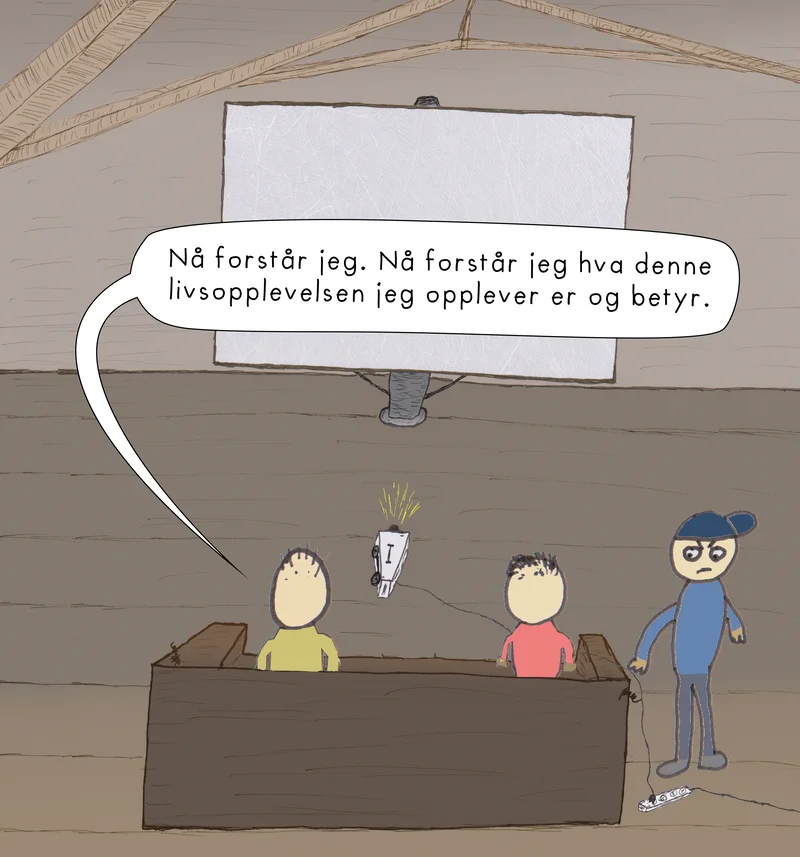 Nå forstår jeg. Nå forstår jeg hva denne
livsopplevelsen jeg opplever er og betyr.
I